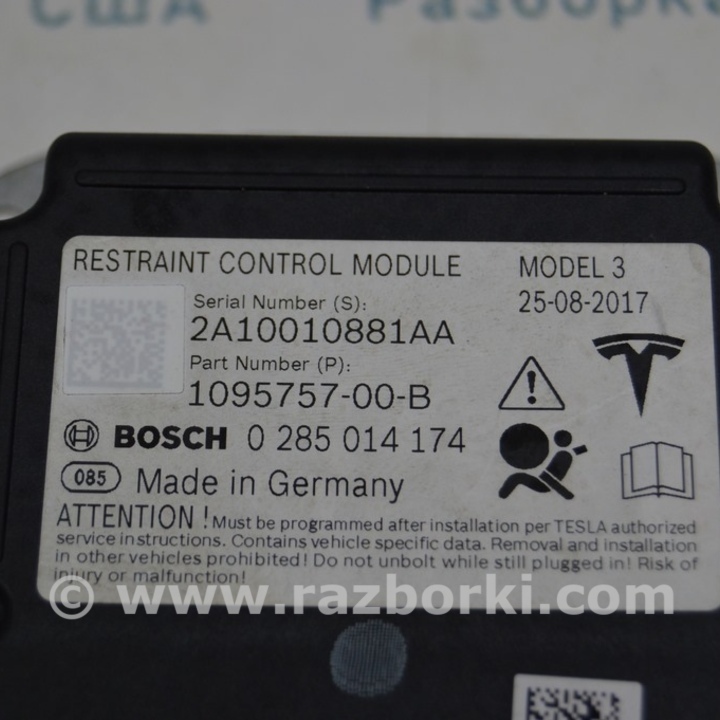 США Разборка
RESTRAINT CONTROL MODULE MODEL 3
Serial Number (S): 25-08-2017
2A10010881AA
Part Number (P):
1095757-00-B
BOSCH 0 285 014 174
085 Made in Germany
ATTENTION ! Must be programmed after installation per TESLA authorized
service instructions. Contains vehicle specific data. Removal and installation
in other vehicles prohibited! Do not unbolt while still plugged in! Risk of
injury or malfunction!
© www.razborki.com